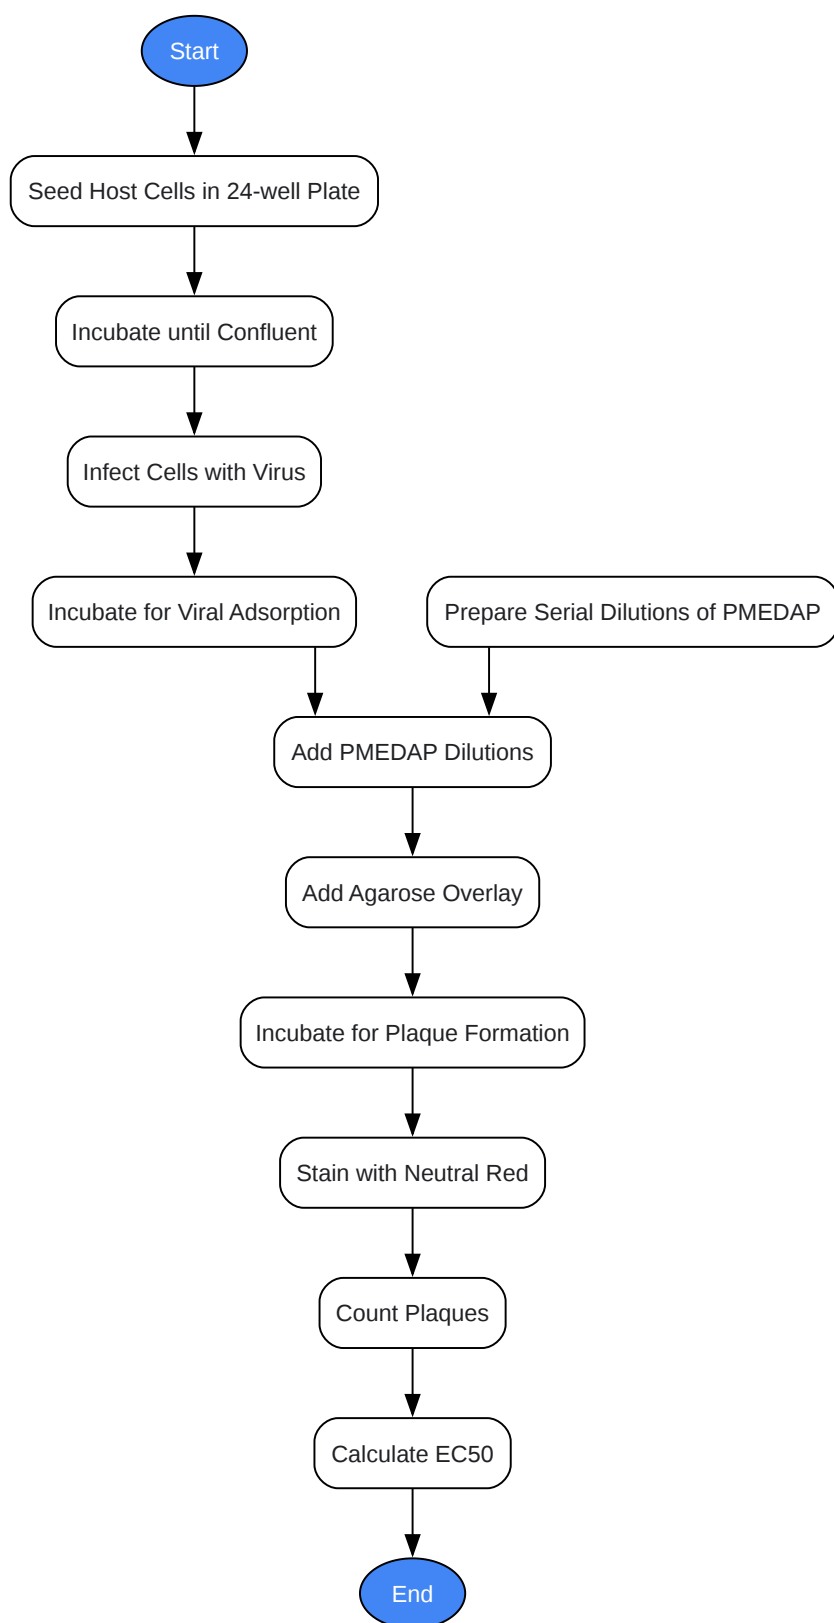 Start
Seed Host Cells in 24-well Plate
Incubate until Confluent
Infect Cells with Virus
Incubate for Viral Adsorption
Prepare Serial Dilutions of PMEDAP
Add PMEDAP Dilutions
Add Agarose Overlay
Incubate for Plaque Formation
Stain with Neutral Red
Count Plaques
Calculate EC50
End